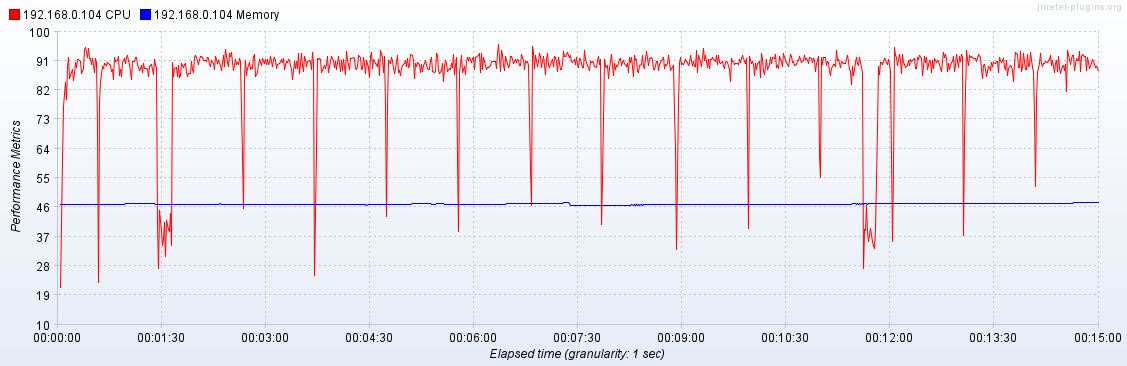 192.168.0.104 CPU 192.168.0.104 Memory
jmeter-plugins.org
100
91
82
73
64
55
46
37
28
19
10
Performance Metrics
00:00:00 00:01:30 00:03:00 00:04:30 00:06:00 00:07:30 00:09:00 00:10:30 00:12:00 00:13:30 00:15:00
Elapsed time (granularity: 1 sec)